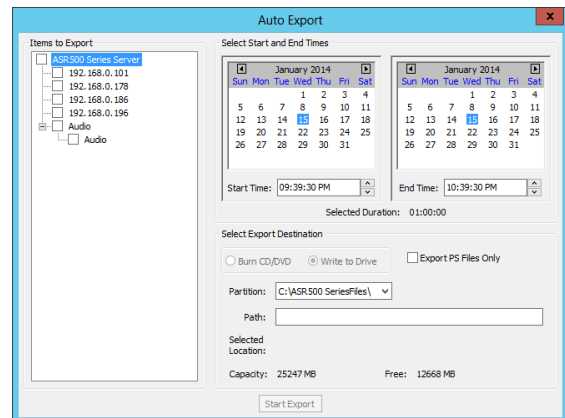 Auto Export
x
Items to Export
ASR500 Series Server
192.168.0.101
192.168.0.178
192.168.0.186
192.168.0.196
Audio
Audio
Select Start and End Times
January 2014
Sun Mon Tue Wed Thu Fri Sat
1 2 3 4
5 6 7 8 9 10 11
12 13 14 15 16 17 18
19 20 21 22 23 24 25
26 27 28 29 30 31
Start Time: 09:39:30 PM
January 2014
Sun Mon Tue Wed Thu Fri Sat
1 2 3 4
5 6 7 8 9 10 11
12 13 14 15 16 17 18
19 20 21 22 23 24 25
26 27 28 29 30 31
End Time: 10:39:30 PM
Selected Duration: 01:00:00
Select Export Destination
Burn CD/DVD Write to Drive Export PS Files Only
Partition: C:\ASR500 SeriesFiles\
Path:
Selected
Location:
Capacity: 25247 MB Free: 12668 MB
Start Export